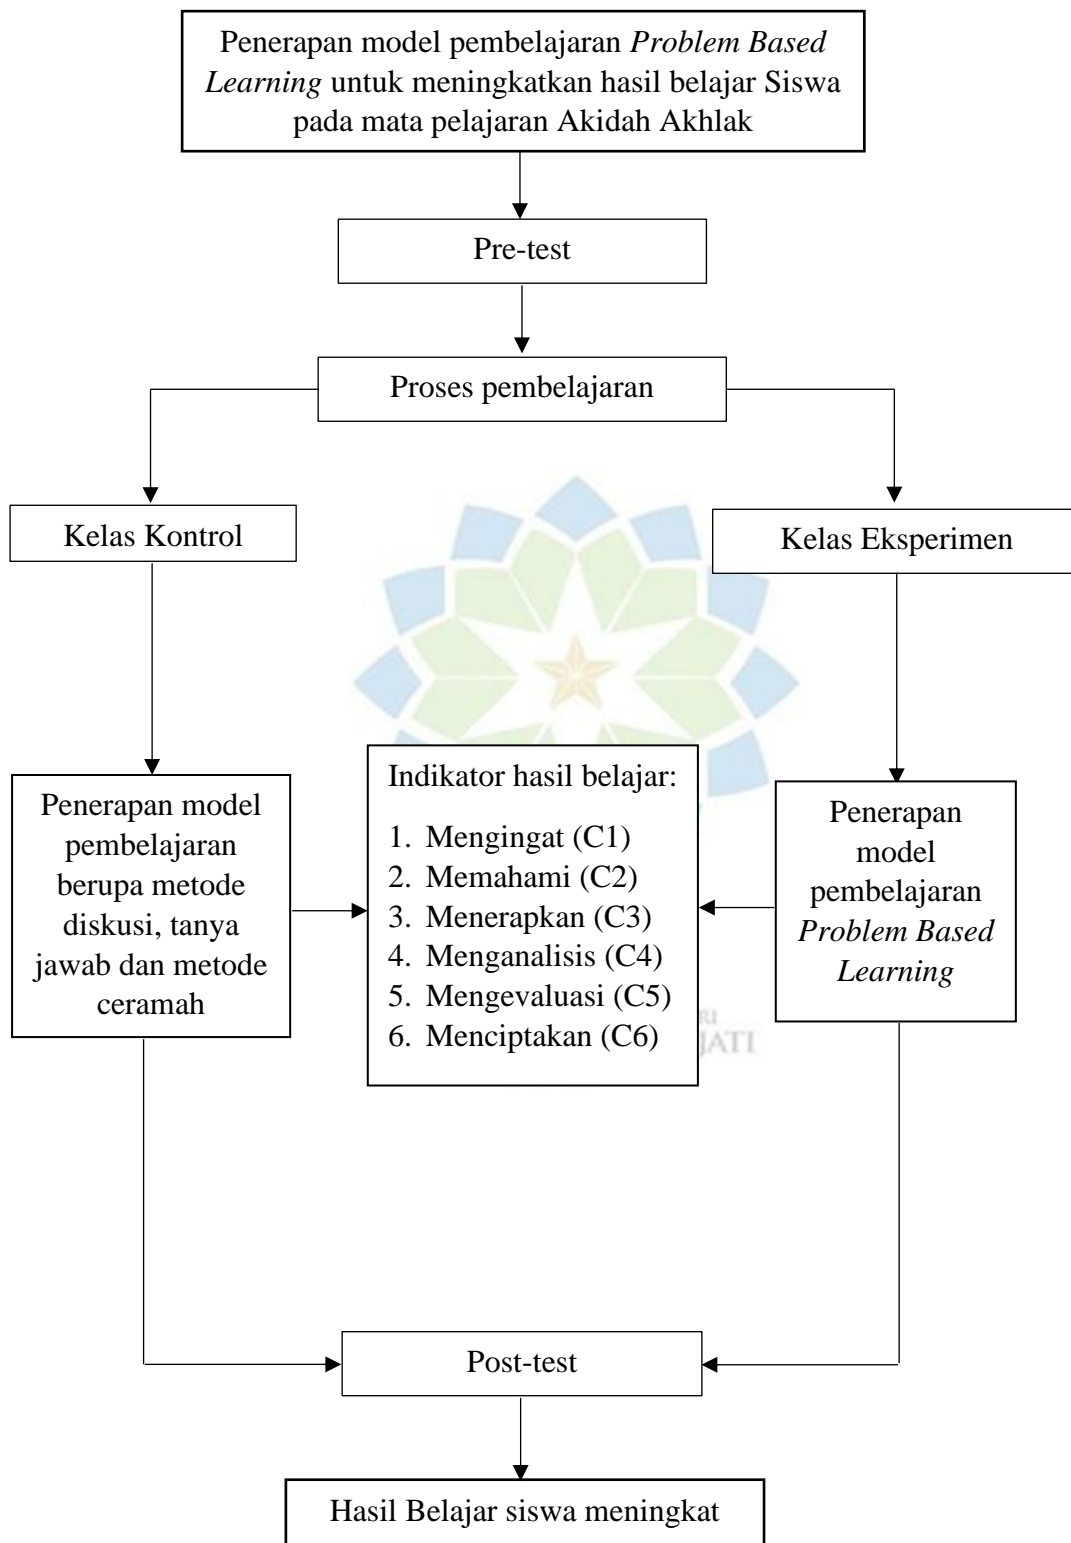 Penerapan model pembelajaran Problem Based
Learning untuk meningkatkan hasil belajar Siswa
pada mata pelajaran Akidah Akhlak
Pre-test
Proses pembelajaran
Kelas Kontrol
Kelas Eksperimen
Penerapan model
pembelajaran
berupa metode
diskusi, tanya
jawab dan metode
ceramah
Indikator hasil belajar:
1. Mengingat (C1)
2. Memahami (C2)
3. Menerapkan (C3)
4. Menganalisis (C4)
5. Mengevaluasi (C5)
6. Menciptakan (C6)
Penerapan
model
pembelajaran
Problem Based
Learning
Post-test
Hasil Belajar siswa meningkat